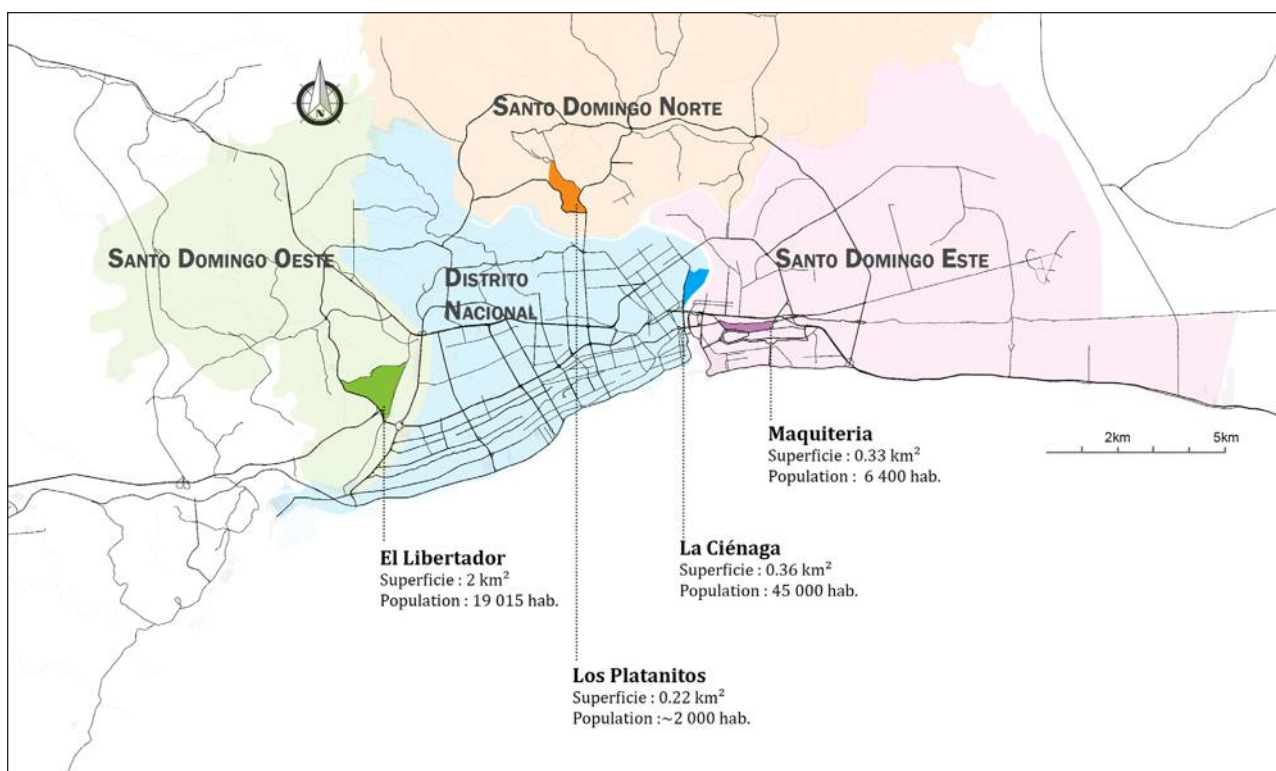 SANTO DOMINGO NORTE
N
SANTO DOMINGO OESTE
DISTRITO
NACIONAL
SANTO DOMINGO ESTE
Maquiteria
Superficie : 0.33 km²
Population : 6 400 hab.
2km
5km
El Libertador
Superficie : 2 km²
Population : 19 015 hab.
La Ciénaga
Superficie : 0.36 km²
Population : 45 000 hab.
Los Platanitos
Superficie : 0.22 km²
Population :~2 000 hab.